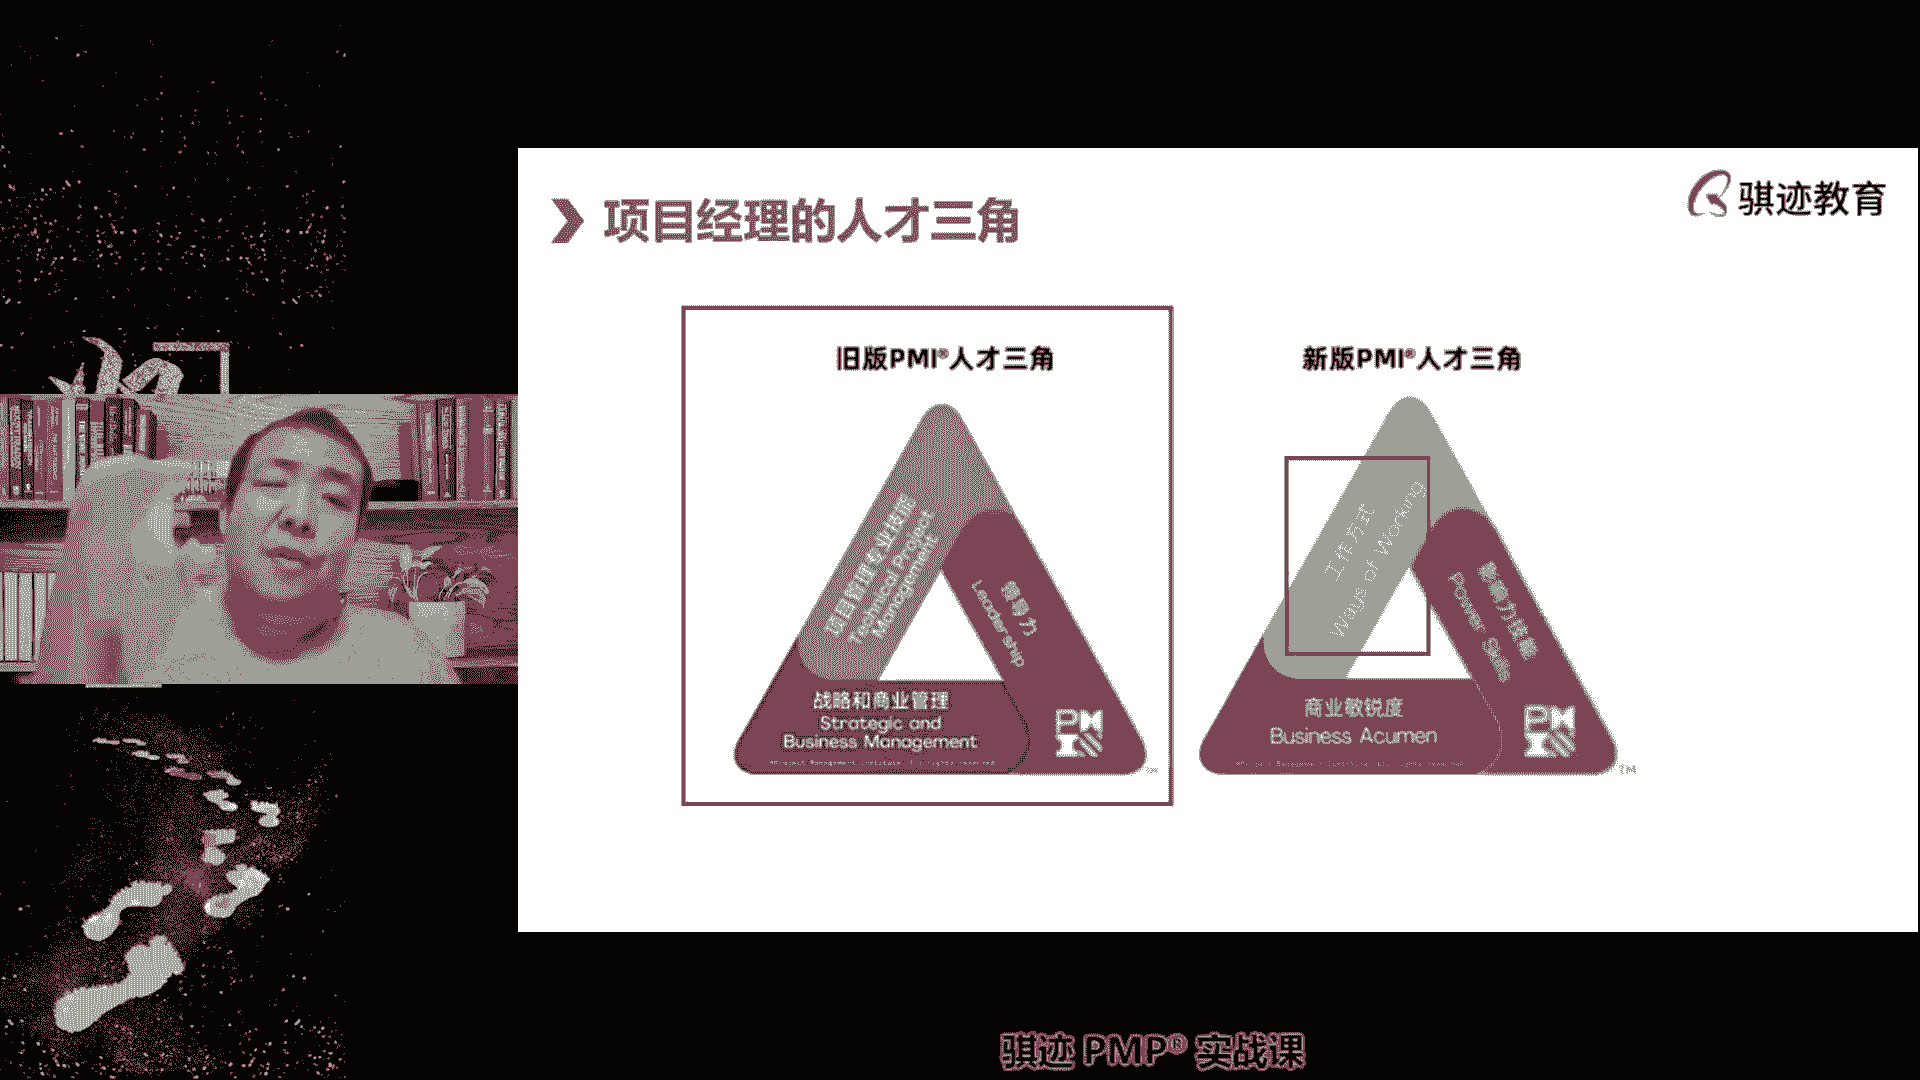 骐迹教育
项目经理的人才三角
旧版PMI®人才三角
项目管理专业技能
Technical Project
Management
领导力
Leadership
战略和商业管理
Strategic and
Business Management
PMI
新版PMI®人才三角
工作方式
Ways of Working
影响力技能
Power Skills
商业敏锐度
Business Acumen
PMI
TM
骐迹 PMP® 实战课